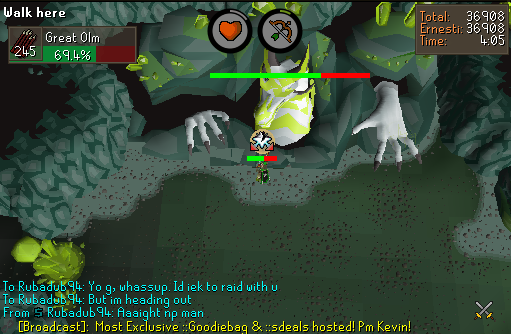 Walk here
Great Olm
245
69.4%
Total: 36908
Ernesti: 36908
Time: 4:05
To Rubadub94: Yo g, whassup. Id iek to raid with u
To Rubadub94: But im heading out
From Rubadub94: Aaaight np man
[Broadcast]: Most Exclusive ::Goodiebag & ::sdeals hosted! Pm Kevin!